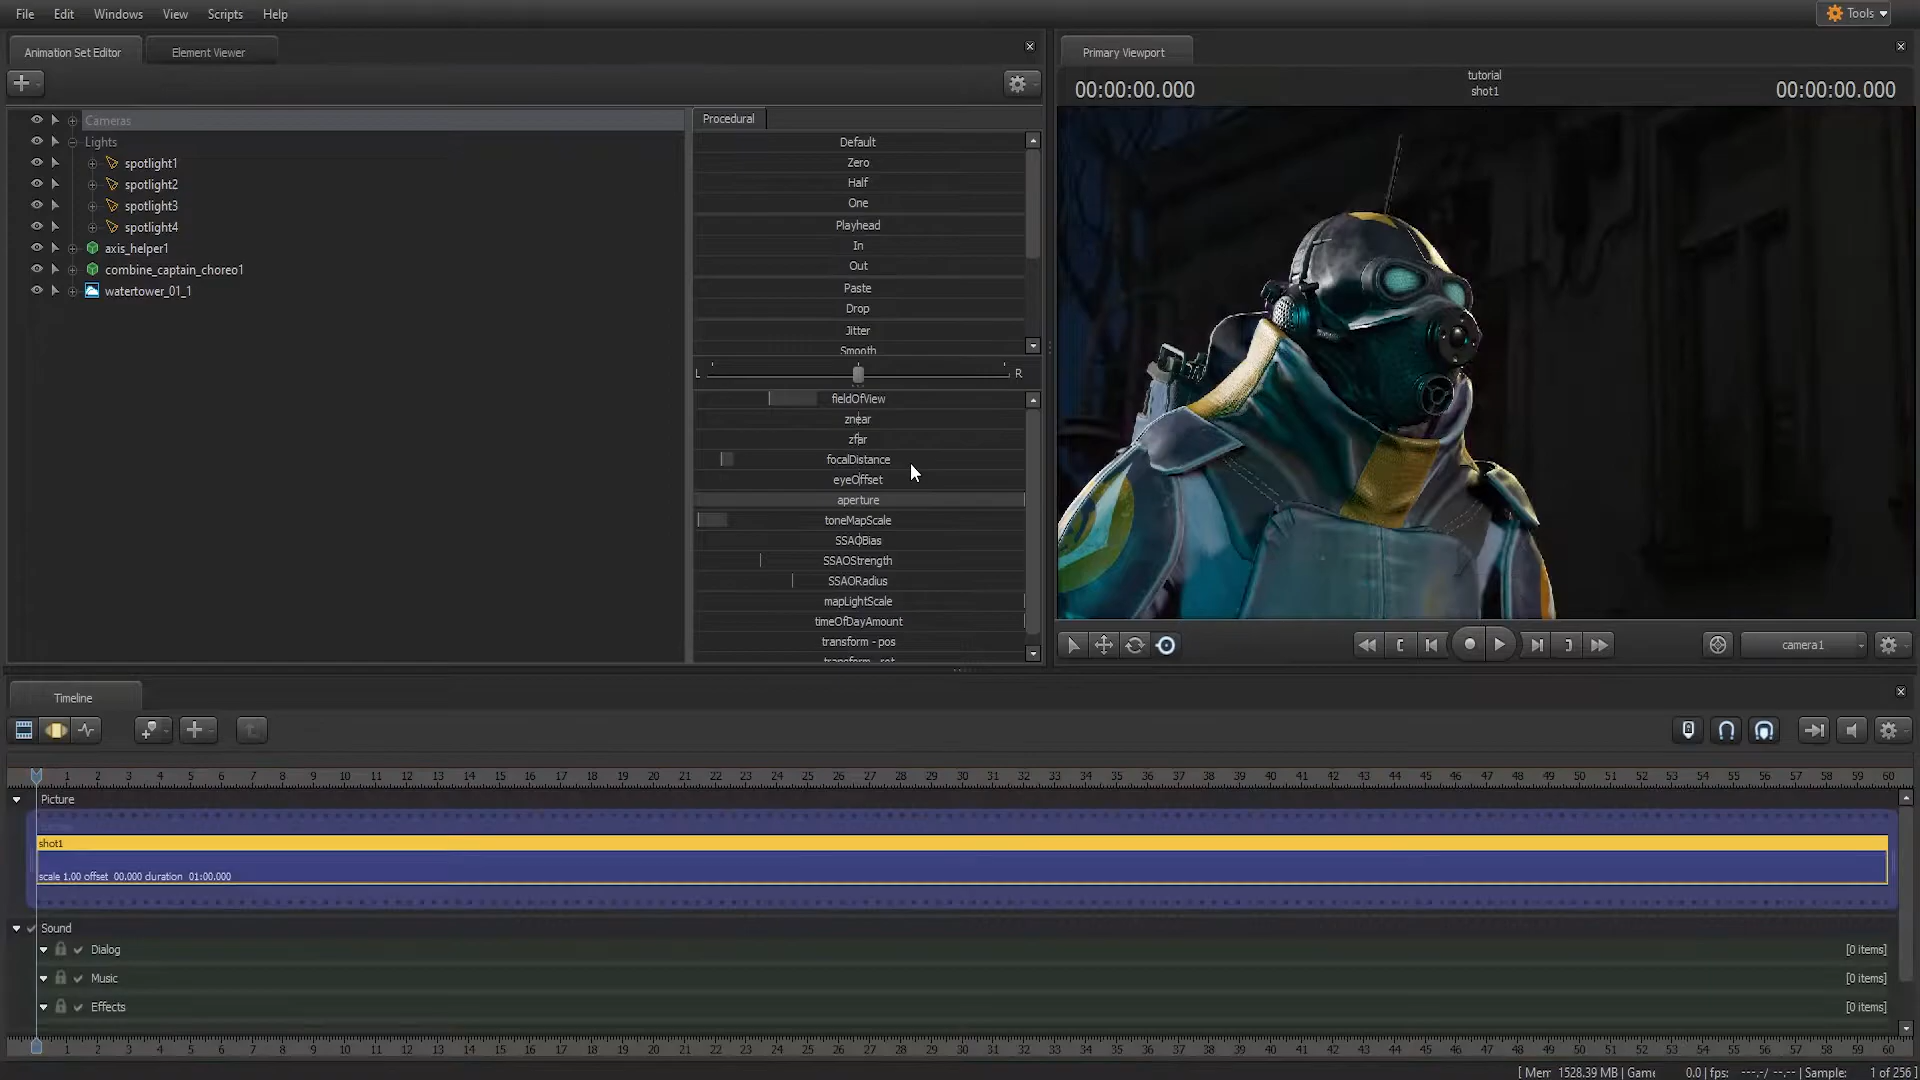 File Edit Windows View Scripts Help Tools
Animation Set Editor Element Viewer
Primary Viewport
00:00:00.000 tutorial 00:00:00.000
shot1
Cameras
Lights
spotlight1
spotlight2
spotlight3
spotlight4
axis_helper1
combine_captain_choreo1
watertower_01_1
Procedural
Default
Zero
Half
One
Playhead
In
Out
Paste
Drop
Jitter
Smooth
L R
fieldOfView
znear
zfar
focalDistance
eyeOffset
aperture
toneMapScale
SSAOBias
SSAOStrength
SSAORadius
mapLightScale
timeOfDayAmount
transform - pos
transform - rot
camera1
Timeline
1 2 3 4 5 6 7 8 9 10 11 12 13 14 15 16 17 18 19 20 21 22 23 24 25 26 27 28 29 30 31 32 33 34 35 36 37 38 39 40 41 42 43 44 45 46 47 48 49 50 51 52 53 54 55 56 57 58 59 60
Picture
shot1
scale 1.00 offset 00.000 duration 01:00.000
Sound
Dialog [0 items]
Music [0 items]
Effects [0 items]
1 2 3 4 5 6 7 8 9 10 11 12 13 14 15 16 17 18 19 20 21 22 23 24 25 26 27 28 29 30 31 32 33 34 35 36 37 38 39 40 41 42 43 44 45 46 47 48 49 50 51 52 53 54 55 56 57 58 59 60
[ Mem 1528.39 MB | Game 0.0 | fps: ---.-/ --.-- | Sample: 1 of 256 ]